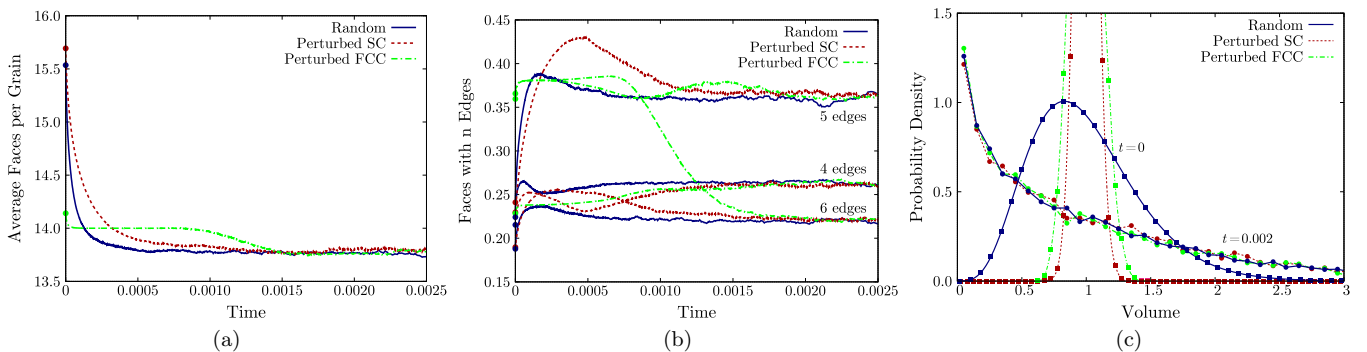 16.0
15.5
15.0
14.5
14.0
13.5
0
0.0005
0.0010
0.0015
0.0020
0.0025
Average Faces per Grain
Time
Random
Perturbed SC
Perturbed FCC
(a)
0.45
0.40
0.35
0.30
0.25
0.20
0.15
0
0.0005
0.0010
0.0015
0.0020
0.0025
Faces with n Edges
Time
Random
Perturbed SC
Perturbed FCC
5 edges
4 edges
6 edges
(b)
1.5
1.0
0.5
0.0
0
0.5
1
1.5
2
2.5
3
Probability Density
Volume
Random
Perturbed SC
Perturbed FCC
t=0
t=0.002
(c)